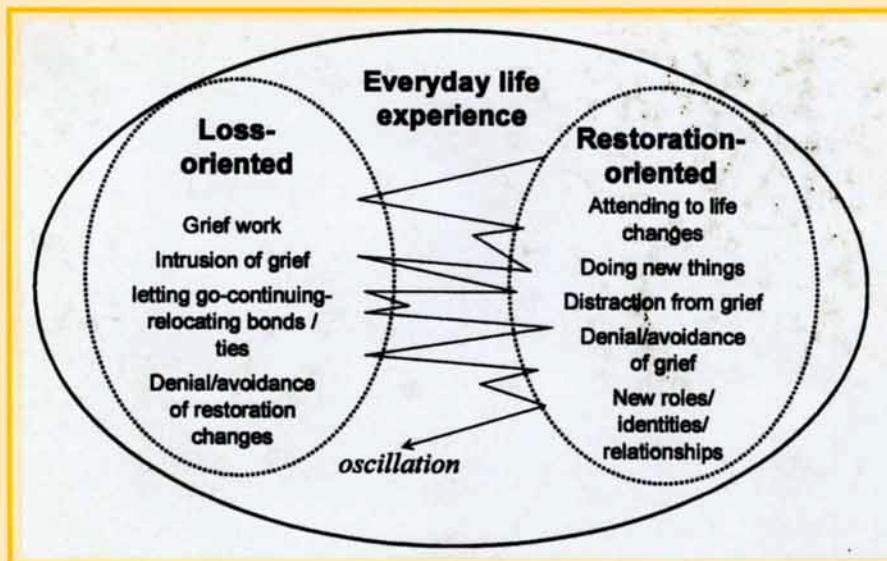 Everyday life
experience
Loss-
oriented
Grief work
Intrusion of grief
letting go-continuing-
relocating bonds /
ties
Denial/avoidance
of restoration
changes
Restoration-
oriented
Attending to life
changes
Doing new things
Distraction from grief
Denial/avoidance
of grief
New roles/
identities/
relationships
oscillation